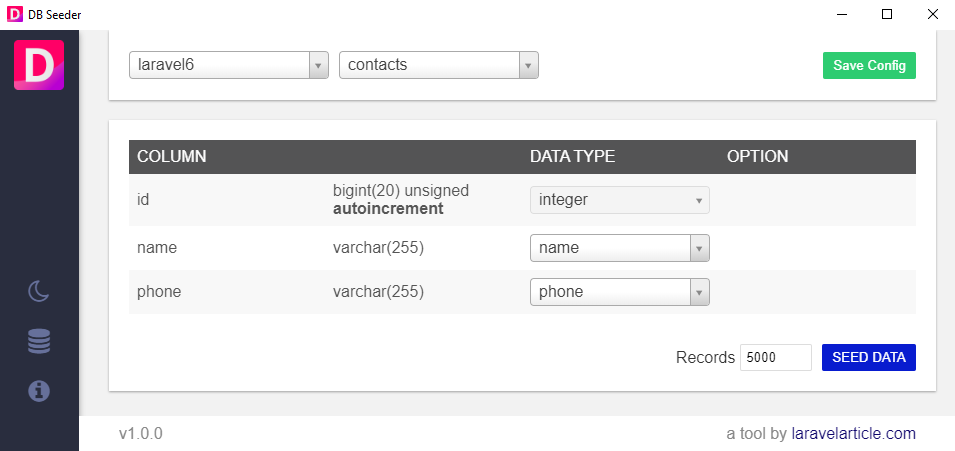 DB Seeder
D
laravel6 contacts Save Config
COLUMN DATA TYPE OPTION
id bigint(20) unsigned
autoincrement integer
name varchar(255) name
phone varchar(255) phone
Records 5000 SEED DATA
v1.0.0 a tool by laravelarticle.com